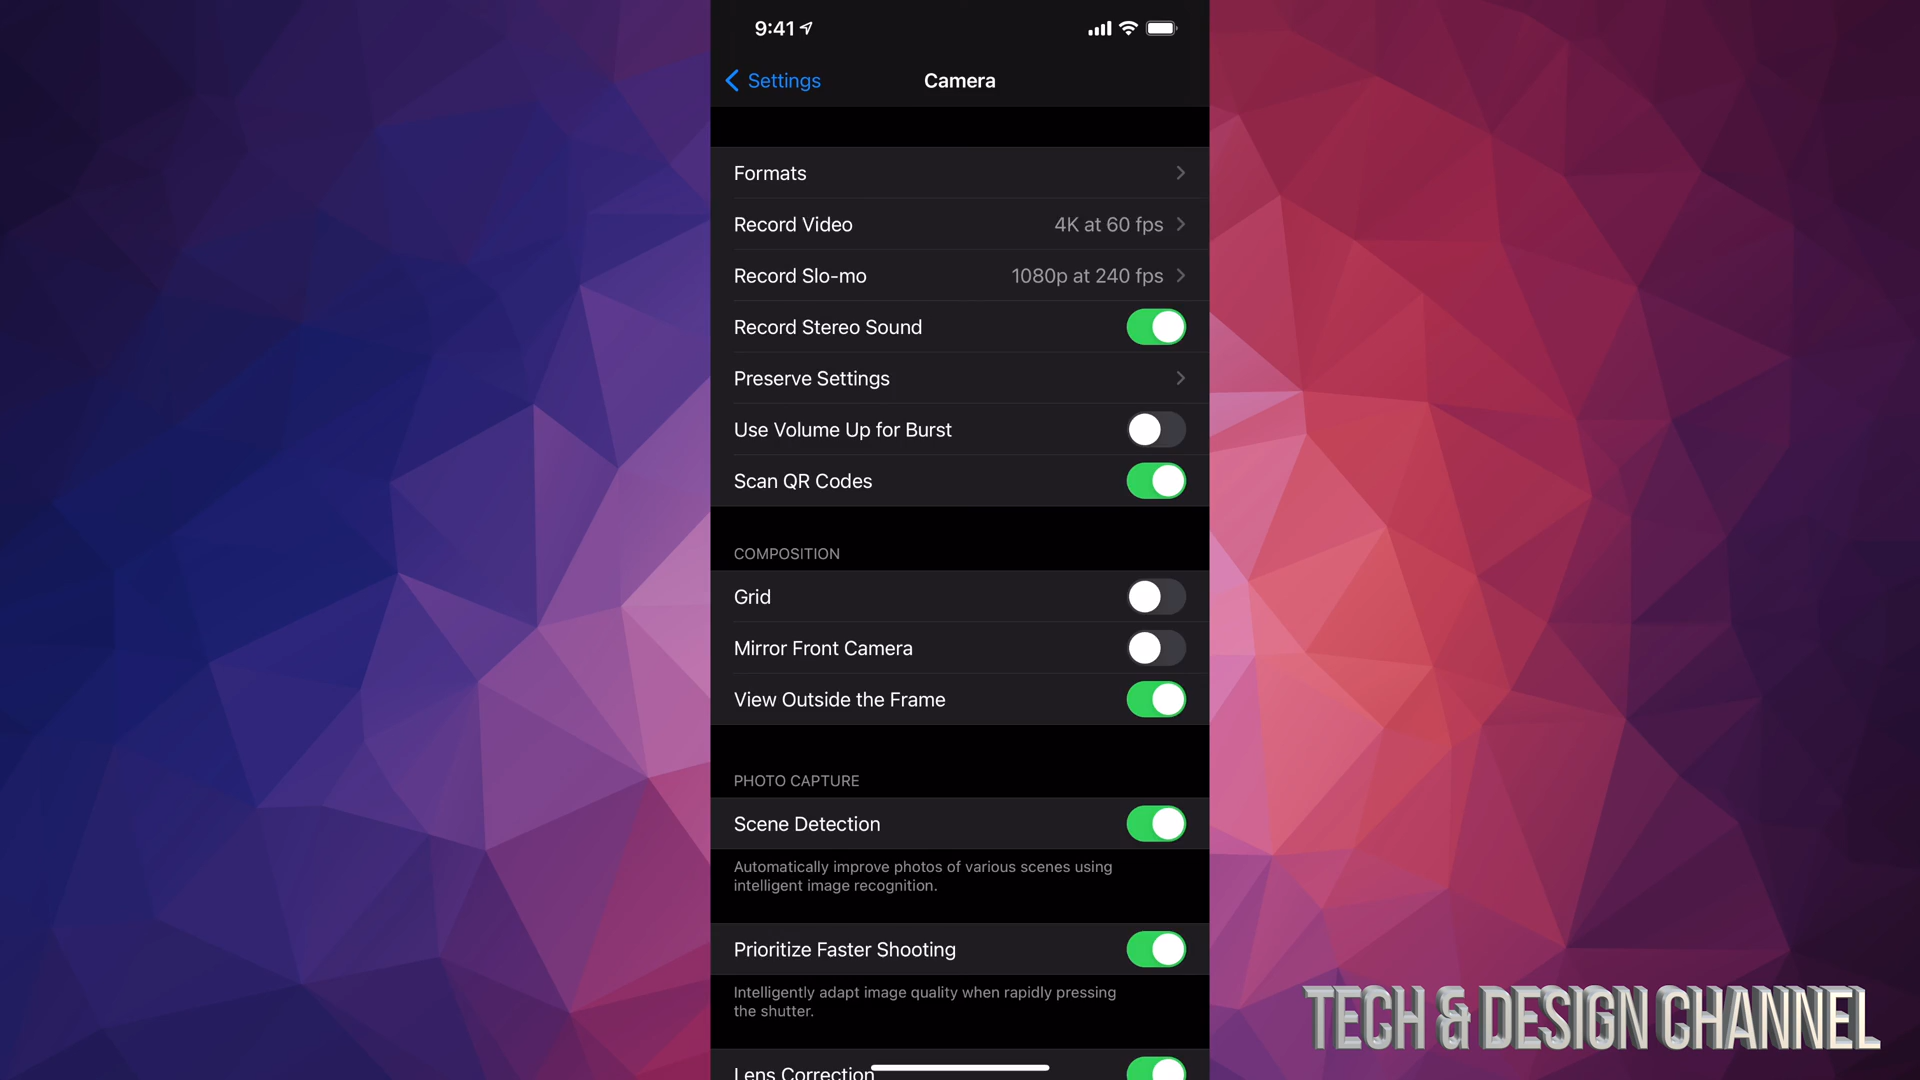 9:41
Settings
Camera
Formats
Record Video 4K at 60 fps
Record Slo-mo 1080p at 240 fps
Record Stereo Sound
Preserve Settings
Use Volume Up for Burst
Scan QR Codes
COMPOSITION
Grid
Mirror Front Camera
View Outside the Frame
PHOTO CAPTURE
Scene Detection
Automatically improve photos of various scenes using
intelligent image recognition.
Prioritize Faster Shooting
Intelligently adapt image quality when rapidly pressing
the shutter.
Lens Correction
TECH & DESIGN CHANNEL